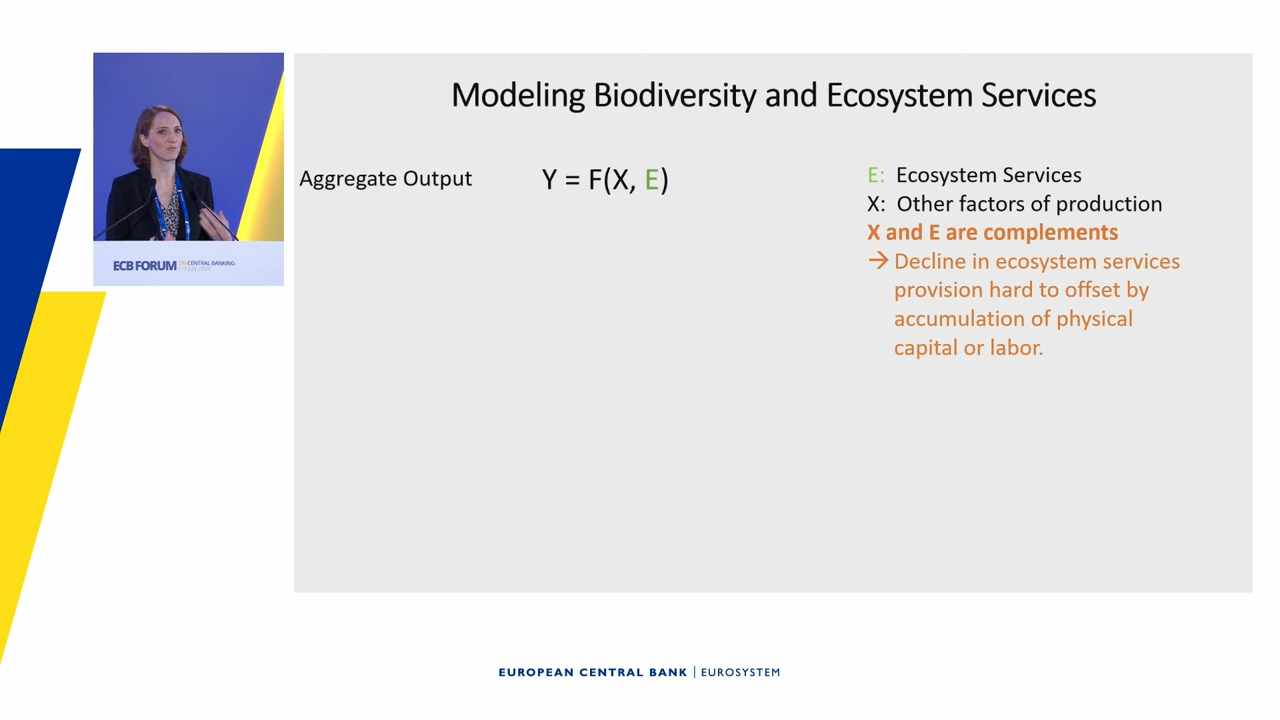 Modeling Biodiversity and Ecosystem Services
Aggregate Output
Y = F(X, E)
E: Ecosystem Services
X: Other factors of production
X and E are complements
→ Decline in ecosystem services
provision hard to offset by
accumulation of physical
capital or labor.
ECB FORUM ON CENTRAL BANKING
EUROPEAN CENTRAL BANK | EUROSYSTEM